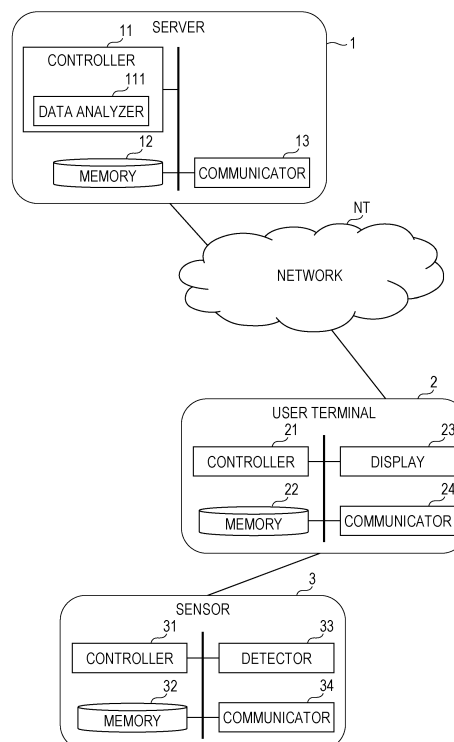 SERVER
1
11
CONTROLLER
111
DATA ANALYZER
12
MEMORY
13
COMMUNICATOR
NT
NETWORK
2
USER TERMINAL
21
CONTROLLER
23
DISPLAY
22
MEMORY
24
COMMUNICATOR
3
SENSOR
31
CONTROLLER
33
DETECTOR
32
MEMORY
34
COMMUNICATOR